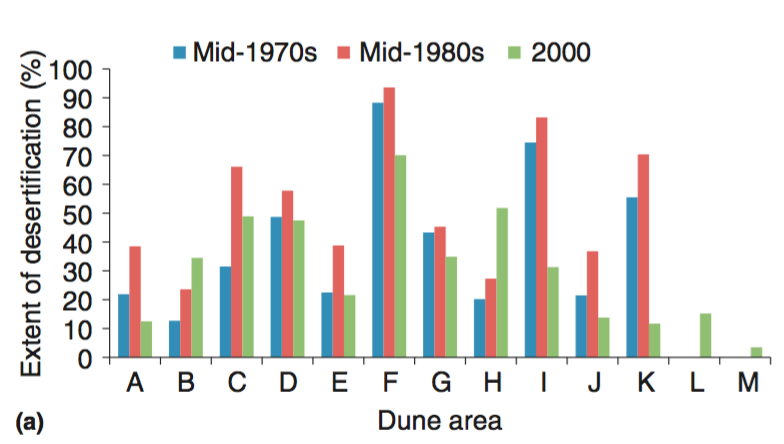 Mid-1970s Mid-1980s 2000
Extent of desertification (%)
100
90
80
70
60
50
40
30
20
10
0
A B C D E F G H I J K L M
Dune area
(a)